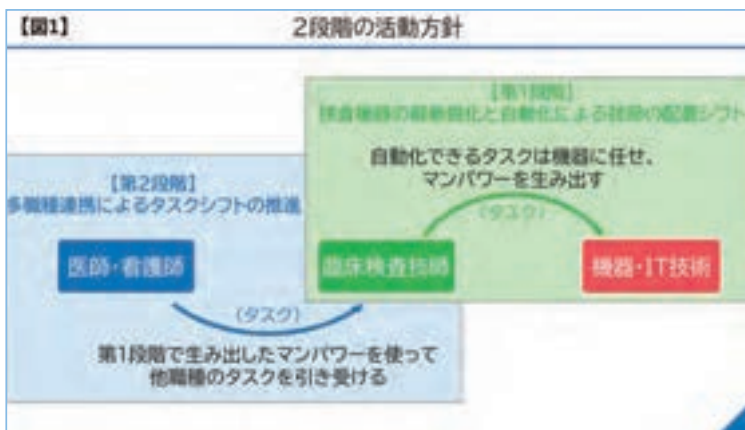 【図1】
2段階の活動方針
【第1段階】
検査機器の最新鋭化と自動化による技師の配置シフト
自動化できるタスクは機器に任せ、
マンパワーを生み出す
(タスク)
臨床検査技師
機器・IT技術
【第2段階】
多職種連携によるタスクシフトの推進
医師・看護師
(タスク)
第1段階で生み出したマンパワーを使って
他職種のタスクを引き受ける